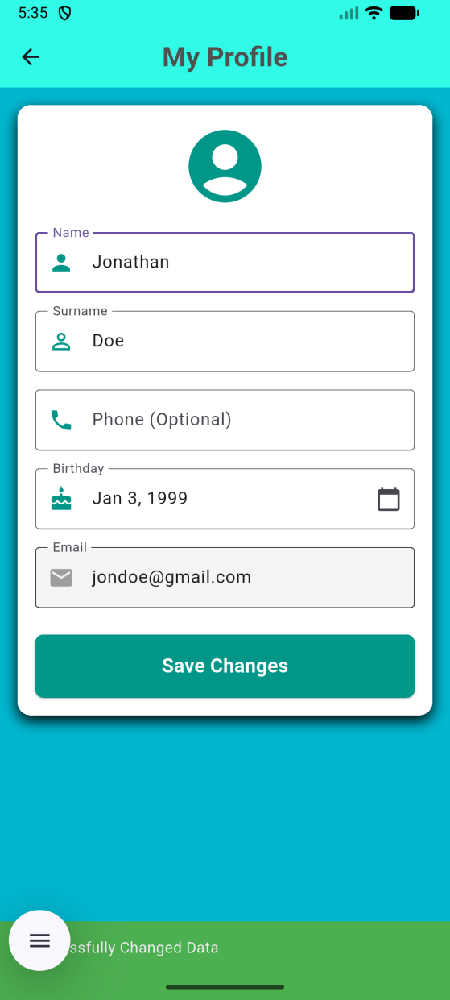 5:35
My Profile
Name
Jonathan
Surname
Doe
Phone (Optional)
Birthday
Jan 3, 1999
Email
jondoe@gmail.com
Save Changes
ssfully Changed Data